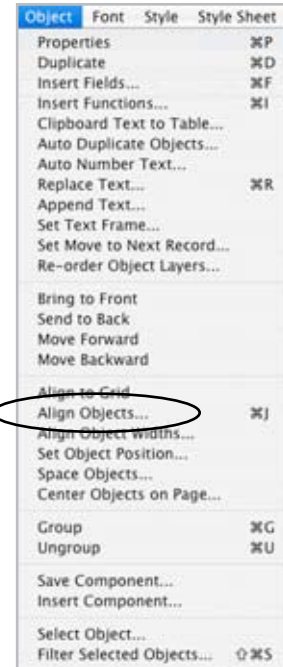 Object Font Style Style Sheet
Properties ⌘P
Duplicate ⌘D
Insert Fields... ⌘F
Insert Functions... ⌘I
Clipboard Text to Table...
Auto Duplicate Objects...
Auto Number Text...
Replace Text... ⌘R
Append Text...
Set Text Frame...
Set Move to Next Record...
Re-order Object Layers...
Bring to Front
Send to Back
Move Forward
Move Backward
Align to Grid
Align Objects... ⌘J
Align Object Widths...
Set Object Position...
Space Objects...
Center Objects on Page...
Group ⌘G
Ungroup ⌘U
Save Component...
Insert Component...
Select Object...
Filter Selected Objects... ⇧⌘S